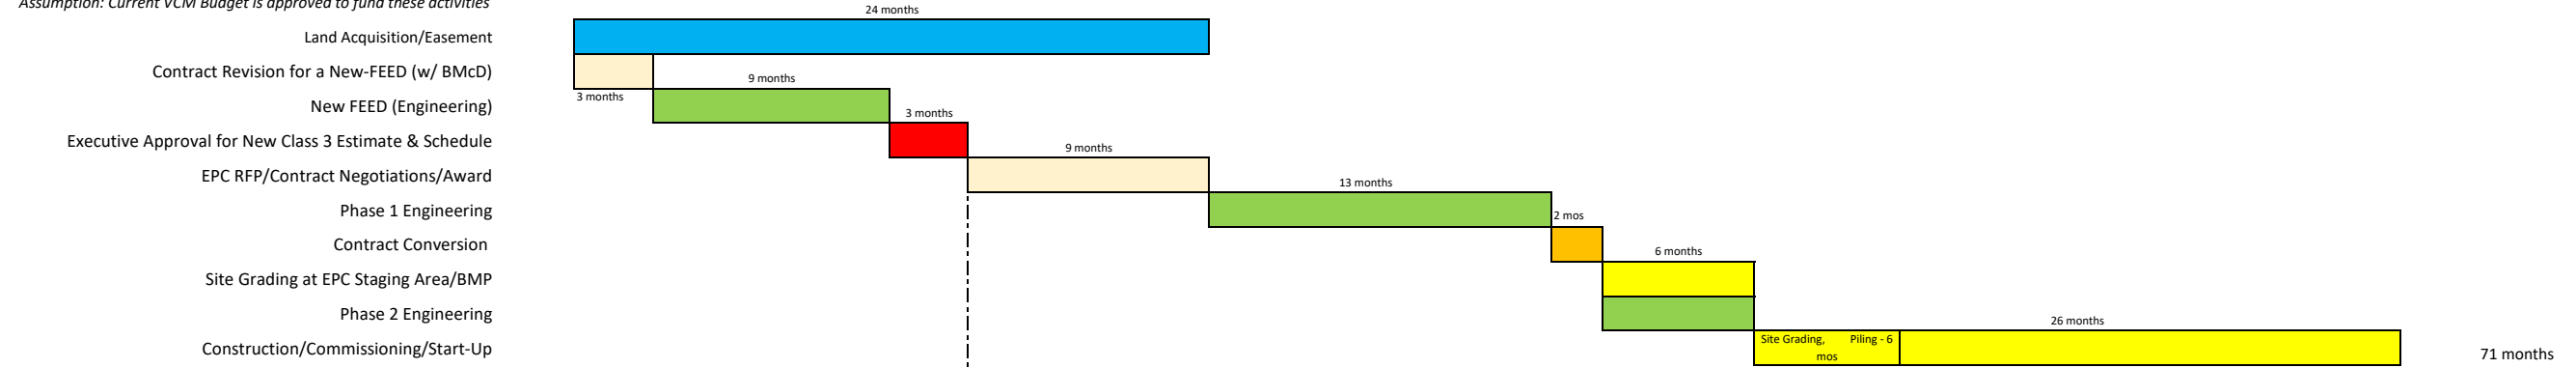 Assumption: Current VCM Budget is approved to fund these activities
24 months
Land Acquisition/Easement
Contract Revision for a New-FEED (w/ BMcD)
9 months
3 months
New FEED (Engineering)
3 months
Executive Approval for New Class 3 Estimate & Schedule
9 months
EPC RFP/Contract Negotiations/Award
13 months
Phase 1 Engineering
2 mos
Contract Conversion
6 months
Site Grading at EPC Staging Area/BMP
Phase 2 Engineering
26 months
Site Grading, Piling - 6
mos
Construction/Commissioning/Start-Up
71 months